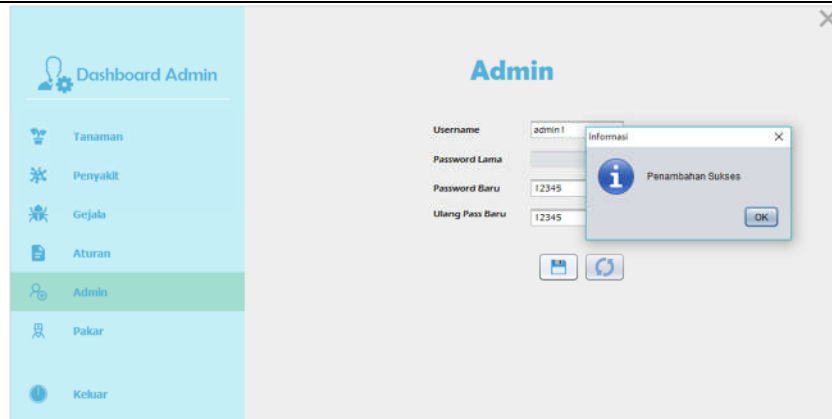 Dashboard Admin
Tanaman
Penyakit
Gejala
Aturan
Admin
Pakar
Keluar
Admin
Username admin1
Password Lama
Password Baru 12345
Ulang Pass Baru 12345
Informasi
Penambahan Sukses
OK